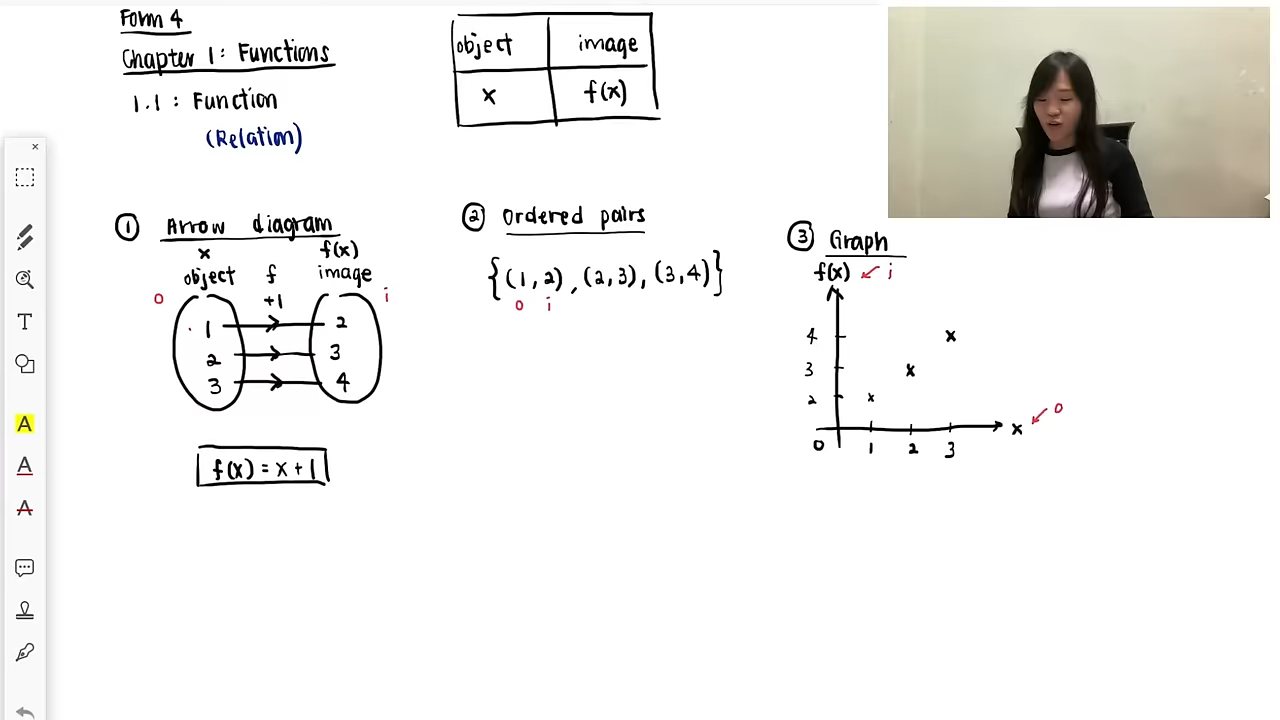 Form 4
Chapter 1: Functions
1.1 : Function
(Relation)
object image
x f(x)
① Arrow diagram
x f(x)
object f image
o +1 i
1 2
2 3
3 4
f(x) = x + 1
② Ordered pairs
{(1, 2), (2, 3), (3, 4)}
o i
③ Graph
f(x) i
4
3
2
0 1 2 3 x o
T
A
A
A